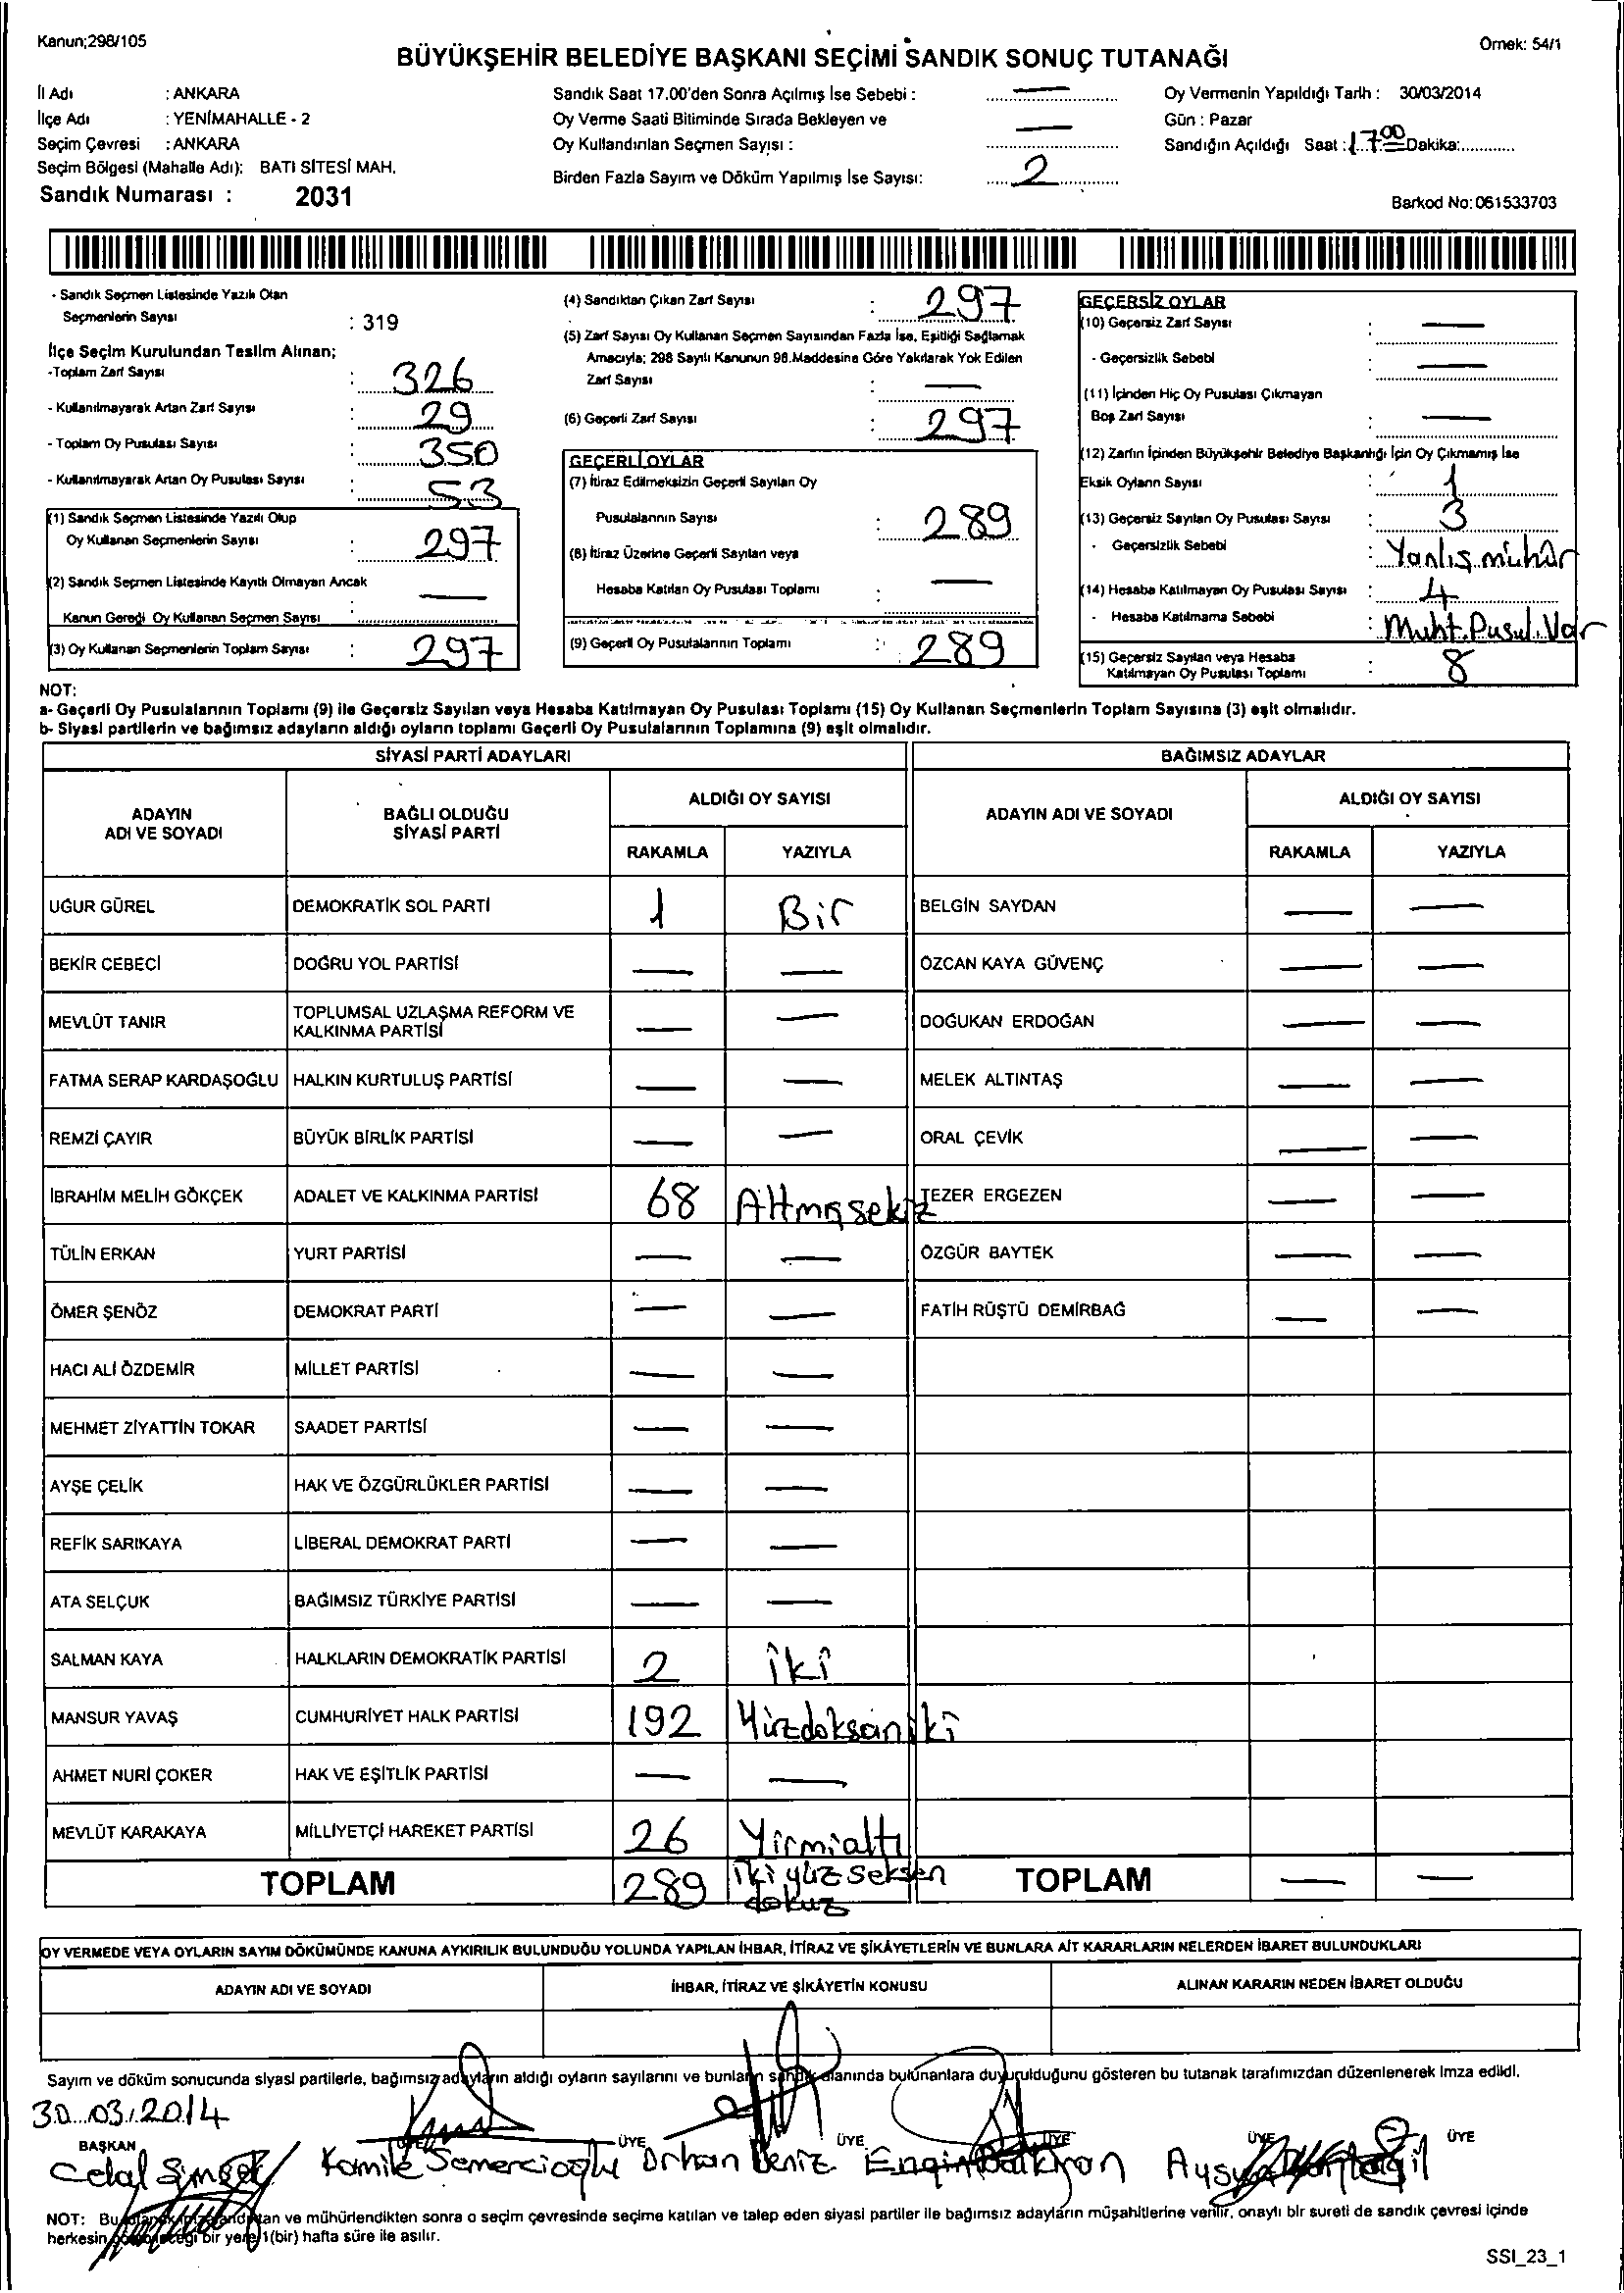 Kanun;298/105
Örnek: 54/1
BÜYÜKŞEHİR BELEDİYE BAŞKANI SEÇİMİ SANDIK SONUÇ TUTANAĞI
İl Adı : ANKARA
İlçe Adı : YENİMAHALLE - 2
Seçim Çevresi : ANKARA
Seçim Bölgesi (Mahalle Adı): BATI SİTESİ MAH.
Sandık Numarası : 2031
Sandık Saat 17.00'den Sonra Açılmış İse Sebebi : —
Oy Verme Saati Bitiminde Sırada Bekleyen ve
Oy Kullandırılan Seçmen Sayısı : —
Birden Fazla Sayım ve Döküm Yapılmış İse Sayısı: 2
Oy Vermenin Yapıldığı Tarih : 30/03/2014
Gün : Pazar
Sandığın Açıldığı Saat : 17.00 Dakika:............
Barkod No: 061533703
- Sandık Seçmen Listesinde Yazılı Olan
Seçmenlerin Sayısı : 319
İlçe Seçim Kurulundan Teslim Alınan;
-Toplam Zarf Sayısı : 326
- Kullanılmayarak Artan Zarf Sayısı : 29
- Toplam Oy Pusulası Sayısı : 350
- Kullanılmayarak Artan Oy Pusulası Sayısı : 53
(1) Sandık Seçmen Listesinde Yazılı Olup
Oy Kullanan Seçmenlerin Sayısı : 297
(2) Sandık Seçmen Listesinde Kayıtlı Olmayan Ancak
Kanun Gereği Oy Kullanan Seçmen Sayısı : —
(3) Oy Kullanan Seçmenlerin Toplam Sayısı : 297
(4) Sandıktan Çıkan Zarf Sayısı : 297
(5) Zarf Sayısı Oy Kullanan Seçmen Sayısından Fazla İse, Eşitliği Sağlamak
Amacıyla; 298 Sayılı Kanunun 98.Maddesine Göre Yakılarak Yok Edilen
Zarf Sayısı : —
(6) Geçerli Zarf Sayısı : 297
GEÇERLİ OYLAR
(7) İtiraz Edilmeksizin Geçerli Sayılan Oy
Pusulalarının Sayısı : 289
(8) İtiraz Üzerine Geçerli Sayılan veya
Hesaba Katılan Oy Pusulası Toplamı : —
(9) Geçerli Oy Pusulalarının Toplamı : 289
GEÇERSİZ OYLAR
(10) Geçersiz Zarf Sayısı : —
- Geçersizlik Sebebi : —
(11) İçinden Hiç Oy Pusulası Çıkmayan
Boş Zarf Sayısı : —
(12) Zarfın İçinden Büyükşehir Belediye Başkanlığı İçin Oy Çıkmamış İse
Eksik Oyların Sayısı : 1
(13) Geçersiz Sayılan Oy Pusulası Sayısı : 3
- Geçersizlik Sebebi : Yanlış mühür
(14) Hesaba Katılmayan Oy Pusulası Sayısı : 4
- Hesaba Katılmama Sebebi : Muht. Pusul. Var
(15) Geçersiz Sayılan veya Hesaba
Katılmayan Oy Pusulası Toplamı : 8
NOT:
a- Geçerli Oy Pusulalarının Toplamı (9) ile Geçersiz Sayılan veya Hesaba Katılmayan Oy Pusulası Toplamı (15) Oy Kullanan Seçmenlerin Toplam Sayısına (3) eşit olmalıdır.
b- Siyasi partilerin ve bağımsız adayların aldığı oyların toplamı Geçerli Oy Pusulalarının Toplamına (9) eşit olmalıdır.
SİYASİ PARTİ ADAYLARI BAĞIMSIZ ADAYLAR
ADAYIN ADI VE SOYADI BAĞLI OLDUĞU SİYASİ PARTİ ALDIĞI OY SAYISI ADAYIN ADI VE SOYADI ALDIĞI OY SAYISI
RAKAMLA YAZIYLA RAKAMLA YAZIYLA
UĞUR GÜREL DEMOKRATİK SOL PARTİ 1 Bir BELGİN SAYDAN — —
BEKİR CEBECİ DOĞRU YOL PARTİSİ — — ÖZCAN KAYA GÜVENÇ — —
MEVLÜT TANIR TOPLUMSAL UZLAŞMA REFORM VE KALKINMA PARTİSİ — — DOĞUKAN ERDOĞAN — —
FATMA SERAP KARDAŞOĞLU HALKIN KURTULUŞ PARTİSİ — — MELEK ALTINTAŞ — —
REMZİ ÇAYIR BÜYÜK BİRLİK PARTİSİ — — ORAL ÇEVİK — —
İBRAHİM MELİH GÖKÇEK ADALET VE KALKINMA PARTİSİ 68 Altmışsekiz TEZER ERGEZEN — —
TÜLİN ERKAN YURT PARTİSİ — — ÖZGÜR BAYTEK — —
ÖMER ŞENÖZ DEMOKRAT PARTİ — — FATİH RÜŞTÜ DEMİRBAĞ — —
HACI ALİ ÖZDEMİR MİLLET PARTİSİ — —
MEHMET ZİYATTİN TOKAR SAADET PARTİSİ — —
AYŞE ÇELİK HAK VE ÖZGÜRLÜKLER PARTİSİ — —
REFİK SARIKAYA LİBERAL DEMOKRAT PARTİ — —
ATA SELÇUK BAĞIMSIZ TÜRKİYE PARTİSİ — —
SALMAN KAYA HALKLARIN DEMOKRATİK PARTİSİ 2 iki
MANSUR YAVAŞ CUMHURİYET HALK PARTİSİ 192 Yüzdoksaniki
AHMET NURİ ÇOKER HAK VE EŞİTLİK PARTİSİ — —
MEVLÜT KARAKAYA MİLLİYETÇİ HAREKET PARTİSİ 26 Yirmialtı
TOPLAM 289 ikiyüzseksen dokuz TOPLAM — —
OY VERMEDE VEYA OYLARIN SAYIM DÖKÜMÜNDE KANUNA AYKIRILIK BULUNDUĞU YOLUNDA YAPILAN İHBAR, İTİRAZ VE ŞİKÂYETLERİN VE BUNLARA AİT KARARLARIN NELERDEN İBARET BULUNDUKLARI
ADAYIN ADI VE SOYADI İHBAR, İTİRAZ VE ŞİKÂYETİN KONUSU ALINAN KARARIN NEDEN İBARET OLDUĞU
Sayım ve döküm sonucunda siyasi partilerle, bağımsız adayların aldığı oyların sayılarını ve bunların sandık alanında bulunanlara duyurulduğunu gösteren bu tutanak tarafımızdan düzenlenerek imza edildi.
30.03.2014
BAŞKAN ÜYE ÜYE ÜYE ÜYE ÜYE ÜYE
Celal Şimşek Kamile Semercioğlu Orhan Deniz Engin
NOT: Bu ve mühürlendikten sonra o seçim çevresinde seçime katılan ve talep eden siyasi partiler ile bağımsız adayların müşahitlerine verilir, onaylı bir sureti de sandık çevresi içinde
herkesin bir yere 1(bir) hafta süre ile asılır.
SSI_23_1